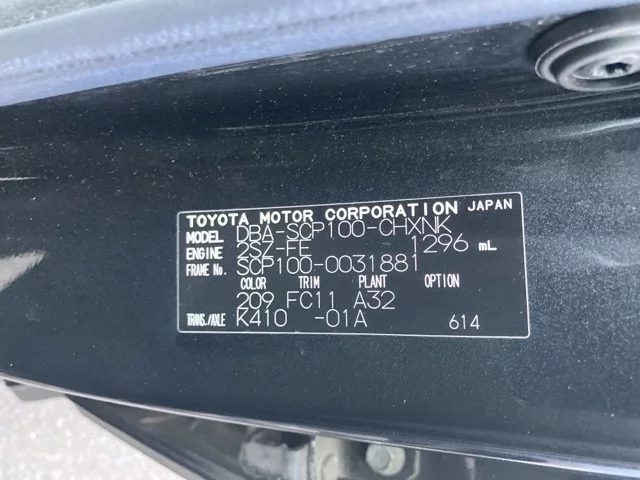 TOYOTA MOTOR CORPORATION JAPAN
MODEL DBA-SCP100-CHXNK
ENGINE 2SZ-FE 1296 mL
FRAME No. SCP100-0031881
COLOR TRIM PLANT OPTION
209 FC11 A32
TRANS./AXLE K410 -01A 614